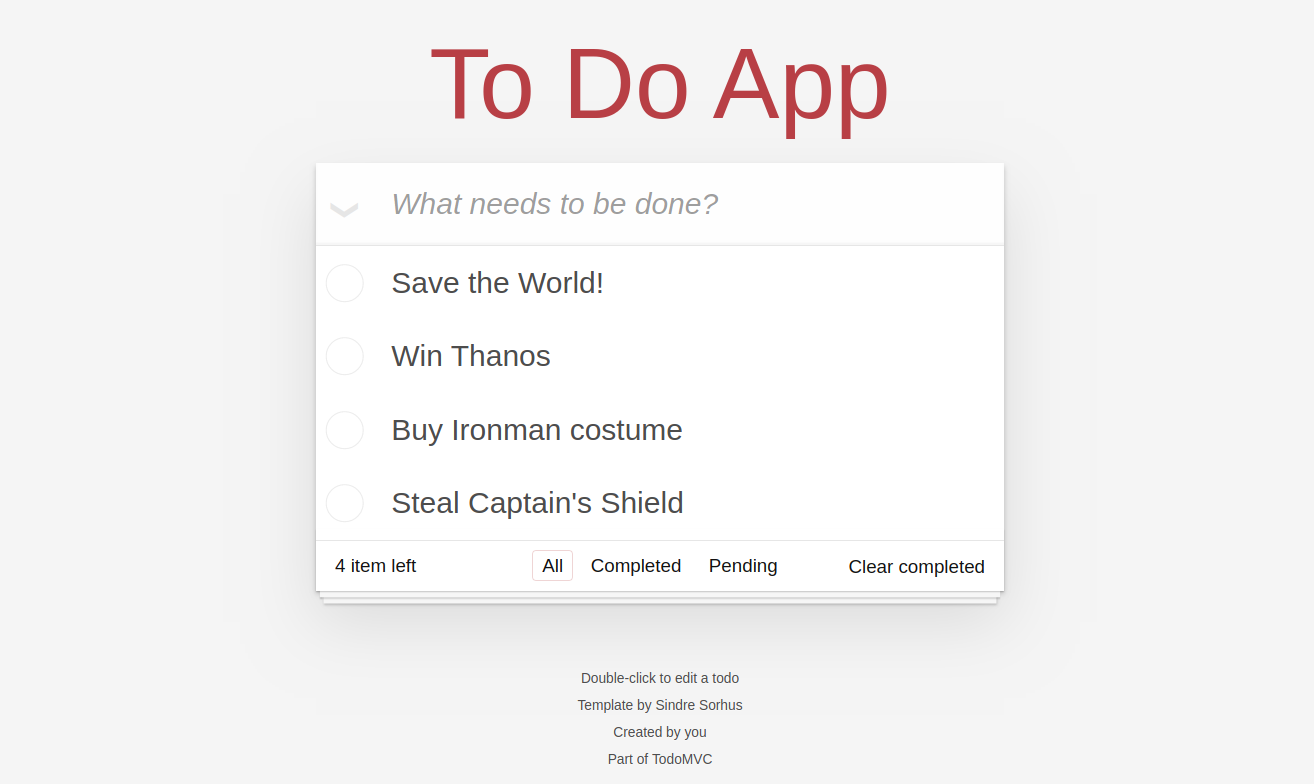 To Do App
What needs to be done?
Save the World!
Win Thanos
Buy Ironman costume
Steal Captain's Shield
4 item left All Completed Pending Clear completed
Double-click to edit a todo
Template by Sindre Sorhus
Created by you
Part of TodoMVC